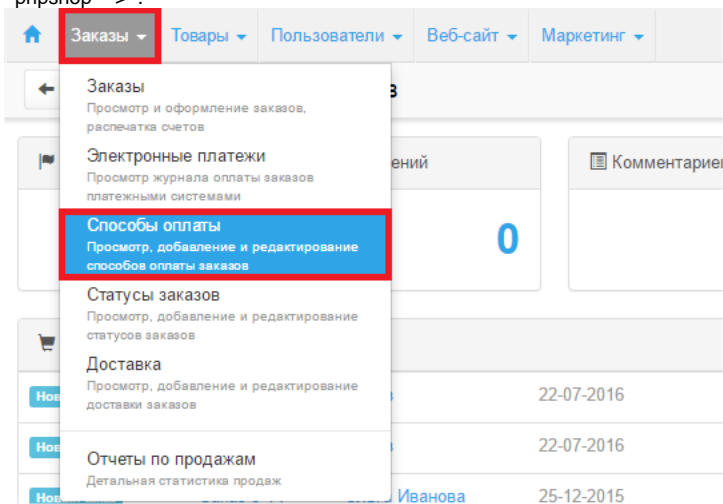 phpshop -->.
Заказы Товары Пользователи Веб-сайт Маркетинг
Заказы
Просмотр и оформление заказов,
распечатка счетов
Электронные платежи
Просмотр журнала оплаты заказов
платежными системами
Комментарие
Способы оплаты
Просмотр, добавление и редактирование
способов оплаты заказов
0
Статусы заказов
Просмотр, добавление и редактирование
статусов заказов
Доставка
Просмотр, добавление и редактирование
доставки заказов
22-07-2016
22-07-2016
Отчеты по продажам
Детальная статистика продаж
Иванова 25-12-2015